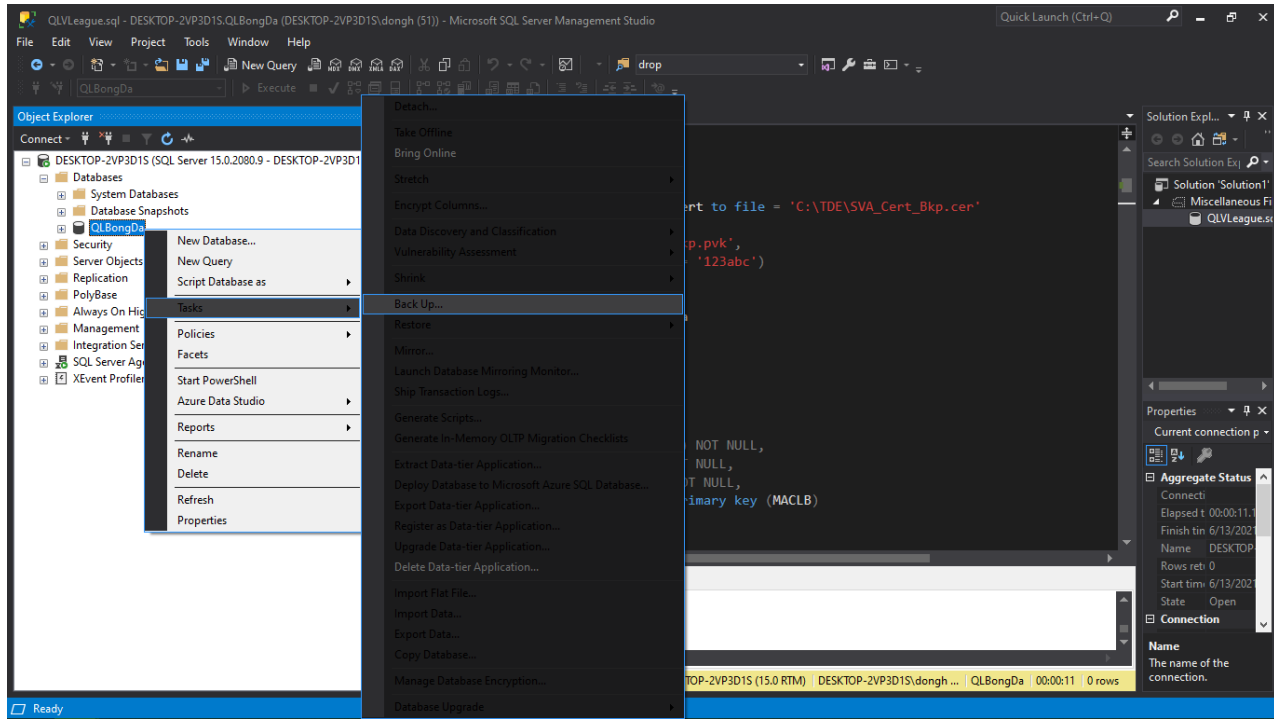 QLVLeague.sql - DESKTOP-2VP3D1S.QLBongDa (DESKTOP-2VP3D1S\dongh (51)) - Microsoft SQL Server Management Studio
Quick Launch (Ctrl+Q)
File Edit View Project Tools Window Help
New Query
drop
QLBongDa
Execute
Object Explorer
Connect
DESKTOP-2VP3D1S (SQL Server 15.0.2080.9 - DESKTOP-2VP3D1
Databases
System Databases
Database Snapshots
QLBongDa
Security
Server Objects
Replication
PolyBase
Always On Hig
Management
Integration Ser
SQL Server Age
XEvent Profiler
New Database...
New Query
Script Database as
Tasks
Policies
Facets
Start PowerShell
Azure Data Studio
Reports
Rename
Delete
Refresh
Properties
Detach...
Take Offline
Bring Online
Stretch
Encrypt Columns...
Data Discovery and Classification
Vulnerability Assessment
Shrink
Back Up...
Restore
Mirror...
Launch Database Mirroring Monitor...
Ship Transaction Logs...
Generate Scripts...
Generate In-Memory OLTP Migration Checklists
Extract Data-tier Application...
Deploy Database to Microsoft Azure SQL Database...
Export Data-tier Application...
Register as Data-tier Application...
Upgrade Data-tier Application...
Delete Data-tier Application...
Import Flat File...
Import Data...
Export Data...
Copy Database...
Manage Database Encryption...
Database Upgrade
ert to file = 'C:\TDE\SVA_Cert_Bkp.cer'
p.pvk',
= '123abc')
NOT NULL,
NULL,
OT NULL,
rimary key (MACLB)
TOP-2VP3D1S (15.0 RTM) DESKTOP-2VP3D1S\dongh ... QLBongDa 00:00:11 0 rows
Solution Expl...
Search Solution Ex
Solution 'Solution1'
Miscellaneous Fi
QLVLeague.s
Properties
Current connection p
Aggregate Status
Connecti
Elapsed t 00:00:11.1
Finish tin 6/13/2021
Name DESKTOP-
Rows ret 0
Start tim 6/13/2021
State Open
Connection
Name
The name of the
connection.
Ready